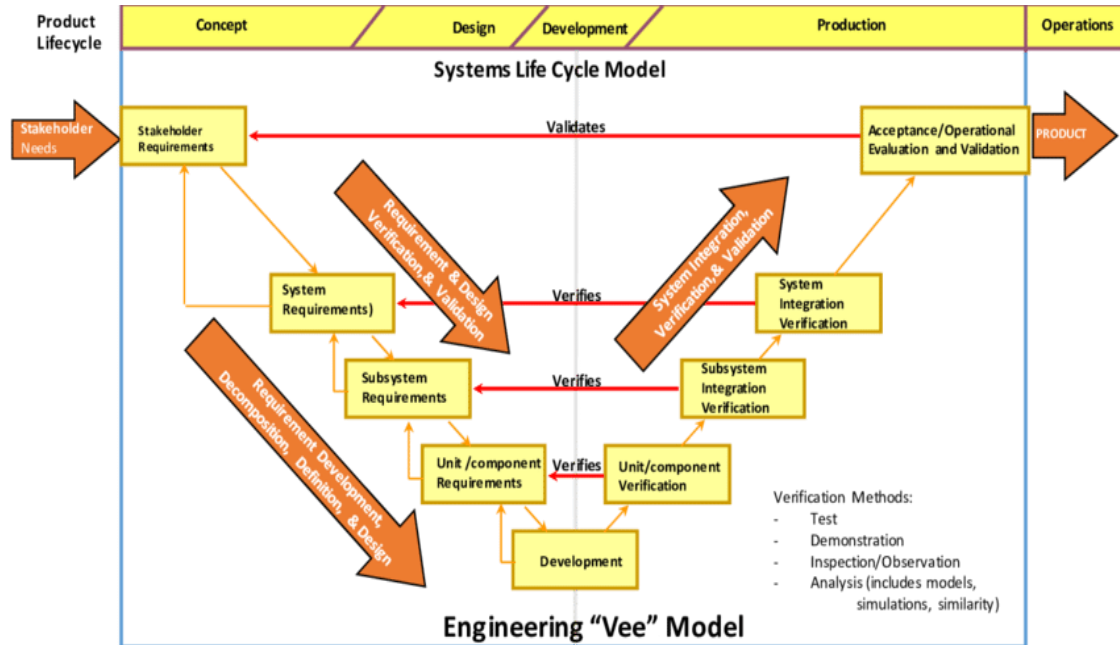 Product
Lifecycle
Concept
Design
Development
Production
Operations
Systems Life Cycle Model
Stakeholder
Needs
Stakeholder
Requirements
Validates
Acceptance/Operational
Evaluation and Validation
PRODUCT
Requirement & Design
Verification, & Validation
System Integration,
Verification, & Validation
System
Requirements)
Verifies
System
Integration
Verification
Requirement Development,
Decomposition, Definition, & Design
Subsystem
Requirements
Verifies
Subsystem
Integration
Verification
Unit /component
Requirements
Verifies
Unit/component
Verification
Development
Verification Methods:
- Test
- Demonstration
- Inspection/Observation
- Analysis (includes models,
simulations, similarity)
Engineering “Vee” Model